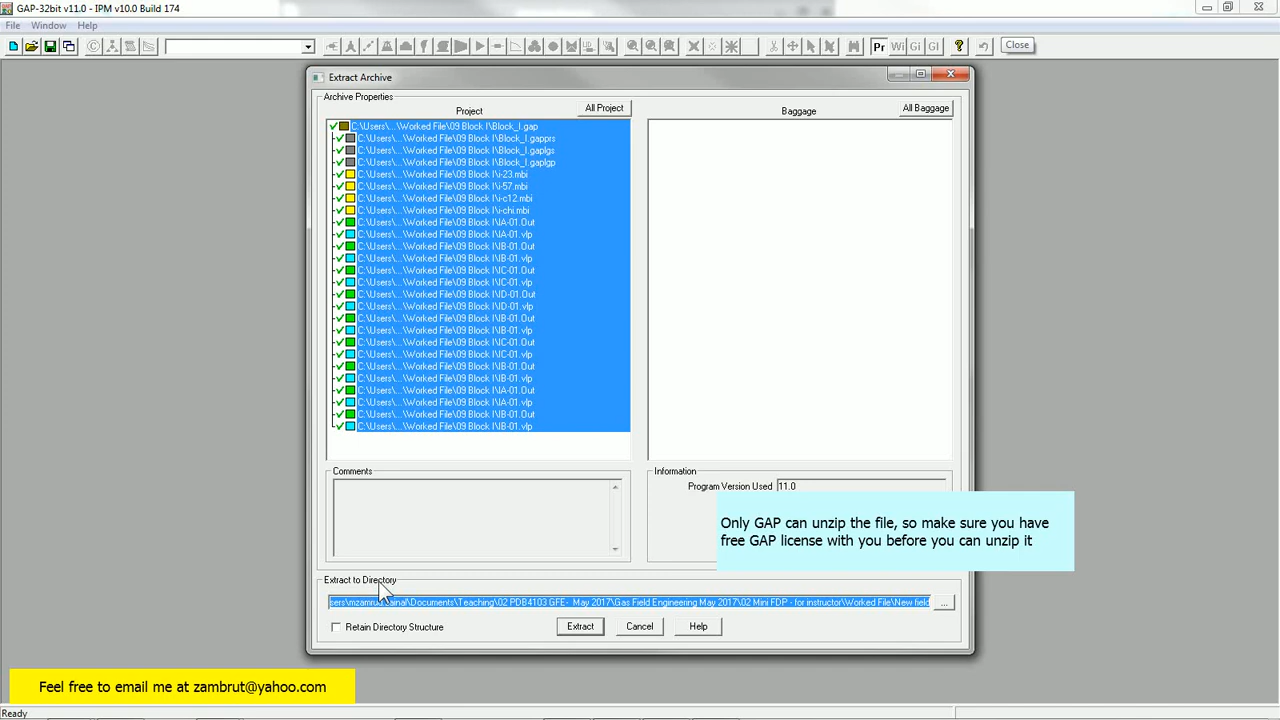 GAP-32bit v11.0 - IPM v10.0 Build 174
File Window Help
Pr Wi Gi Gi
Close
Extract Archive
Archive Properties
Project
All Project
Baggage
All Baggage
C:\Users\...\Worked File\09 Block I\Block_I.gap
C:\Users\...\Worked File\09 Block I\Block_I.gapprs
C:\Users\...\Worked File\09 Block I\Block_I.gaplgs
C:\Users\...\Worked File\09 Block I\Block_I.gaplgp
C:\Users\...\Worked File\09 Block I\i-23.mbi
C:\Users\...\Worked File\09 Block I\i-57.mbi
C:\Users\...\Worked File\09 Block I\i-c12.mbi
C:\Users\...\Worked File\09 Block I\i-chi.mbi
C:\Users\...\Worked File\09 Block I\IA-01.Out
C:\Users\...\Worked File\09 Block I\IA-01.vlp
C:\Users\...\Worked File\09 Block I\IB-01.Out
C:\Users\...\Worked File\09 Block I\IB-01.vlp
C:\Users\...\Worked File\09 Block I\IC-01.Out
C:\Users\...\Worked File\09 Block I\IC-01.vlp
C:\Users\...\Worked File\09 Block I\ID-01.Out
C:\Users\...\Worked File\09 Block I\ID-01.vlp
C:\Users\...\Worked File\09 Block I\IB-01.Out
C:\Users\...\Worked File\09 Block I\IB-01.vlp
C:\Users\...\Worked File\09 Block I\IC-01.Out
C:\Users\...\Worked File\09 Block I\IC-01.vlp
C:\Users\...\Worked File\09 Block I\IB-01.Out
C:\Users\...\Worked File\09 Block I\IB-01.vlp
C:\Users\...\Worked File\09 Block I\IA-01.Out
C:\Users\...\Worked File\09 Block I\IA-01.vlp
C:\Users\...\Worked File\09 Block I\IB-01.Out
C:\Users\...\Worked File\09 Block I\IB-01.vlp
Comments
Information
Program Version Used 11.0
Only GAP can unzip the file, so make sure you have
free GAP license with you before you can unzip it
Extract to Directory
\Documents\Teaching\02 PDB4103 GFE- May 2017\Gas Field Engineering May 2017\02 Mini FDP - for instructor\Worked File\New field
...
Retain Directory Structure
Extract
Cancel
Help
Feel free to email me at zambrut@yahoo.com
Ready